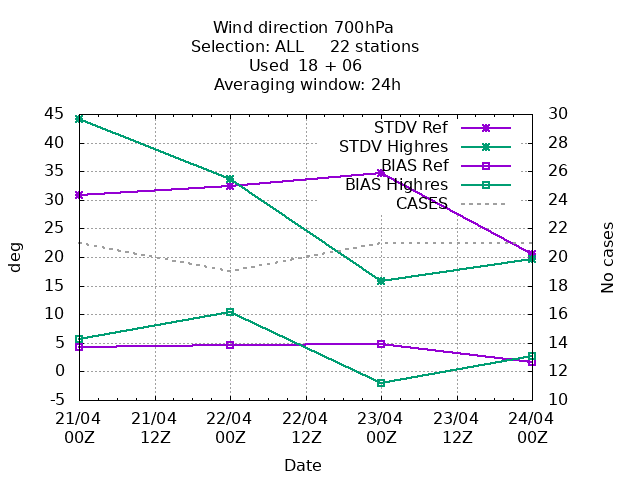 Wind direction 700hPa
Selection: ALL 22 stations
Used 18 + 06
Averaging window: 24h
STDV Ref
STDV Highres
BIAS Ref
BIAS Highres
CASES
45
40
35
30
25
20
15
10
5
0
-5
deg
30
28
26
24
22
20
18
16
14
12
10
No cases
21/04 21/04 22/04 22/04 23/04 23/04 24/04
00Z 12Z 00Z 12Z 00Z 12Z 00Z
Date